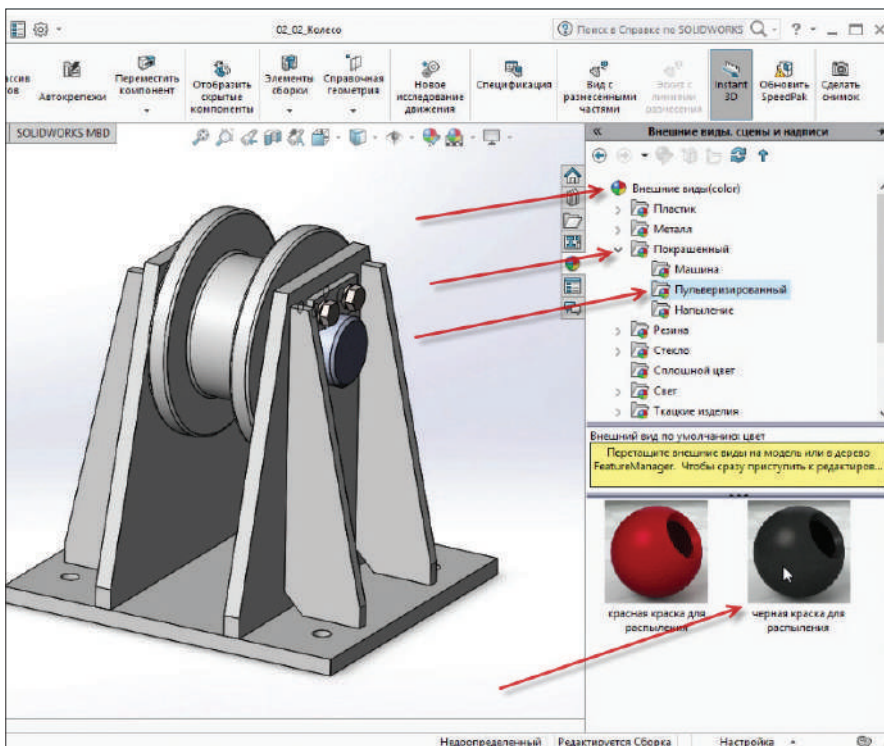 02_02_Колесо
Поиск в Справке по SOLIDWORKS
?
Автокрепежи
Переместить
компонент
Отобразить
скрытые
компоненты
Элементы
сборки
Справочная
геометрия
Новое
исследование
движения
Спецификация
Вид с
разнесенными
частями
Эскиз с
линиями
разнесения
Instant
3D
Обновить
SpeedPak
Сделать
снимок
SOLIDWORKS MBD
Внешние виды, сцены и надписи
Внешние виды(color)
Пластик
Металл
Покрашенный
Машина
Пульверизированный
Напыление
Резина
Стекло
Сплошной цвет
Свет
Ткацкие изделия
Внешний вид по умолчанию: цвет
Перетащите внешние виды на модель или в дерево
FeatureManager. Чтобы сразу приступить к редактиров...
красная краска для
распыления
черная краска для
распыления
Недоопределенный
Редактируется Сборка
Настройка